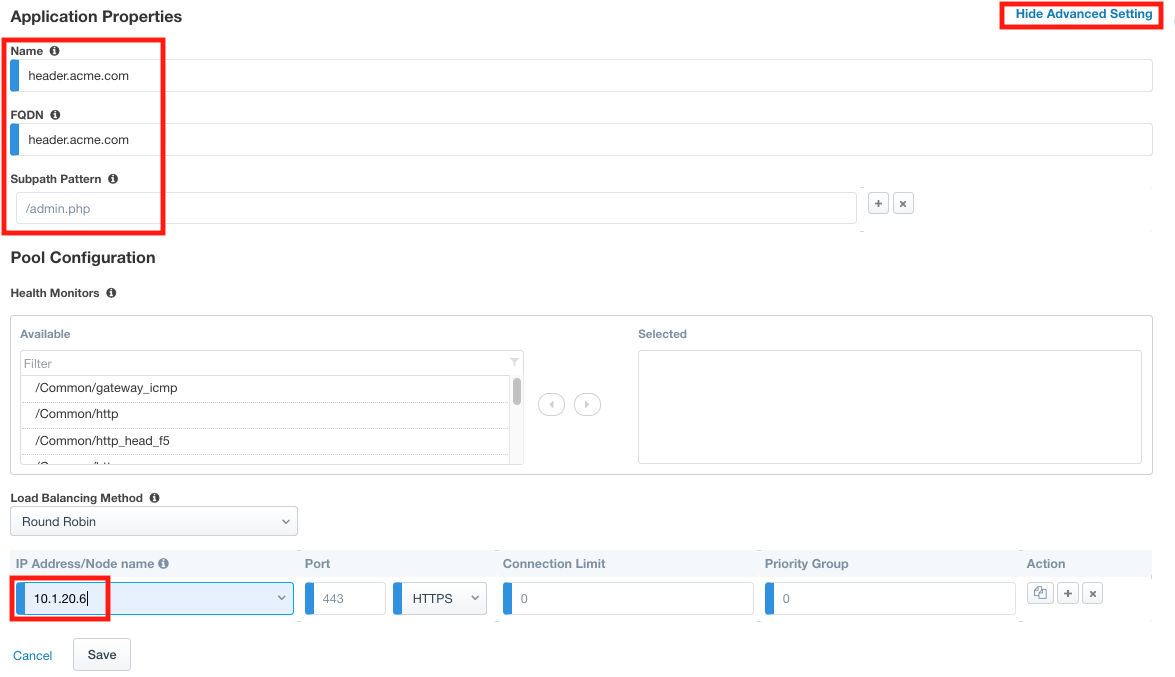 Application Properties
Hide Advanced Setting
Name
header.acme.com
FQDN
header.acme.com
Subpath Pattern
/admin.php
+ x
Pool Configuration
Health Monitors
Available Selected
Filter
/Common/gateway_icmp
/Common/http
/Common/http_head_f5
Load Balancing Method
Round Robin
IP Address/Node name Port Connection Limit Priority Group Action
10.1.20.6 443 HTTPS 0 0 + x
Cancel Save